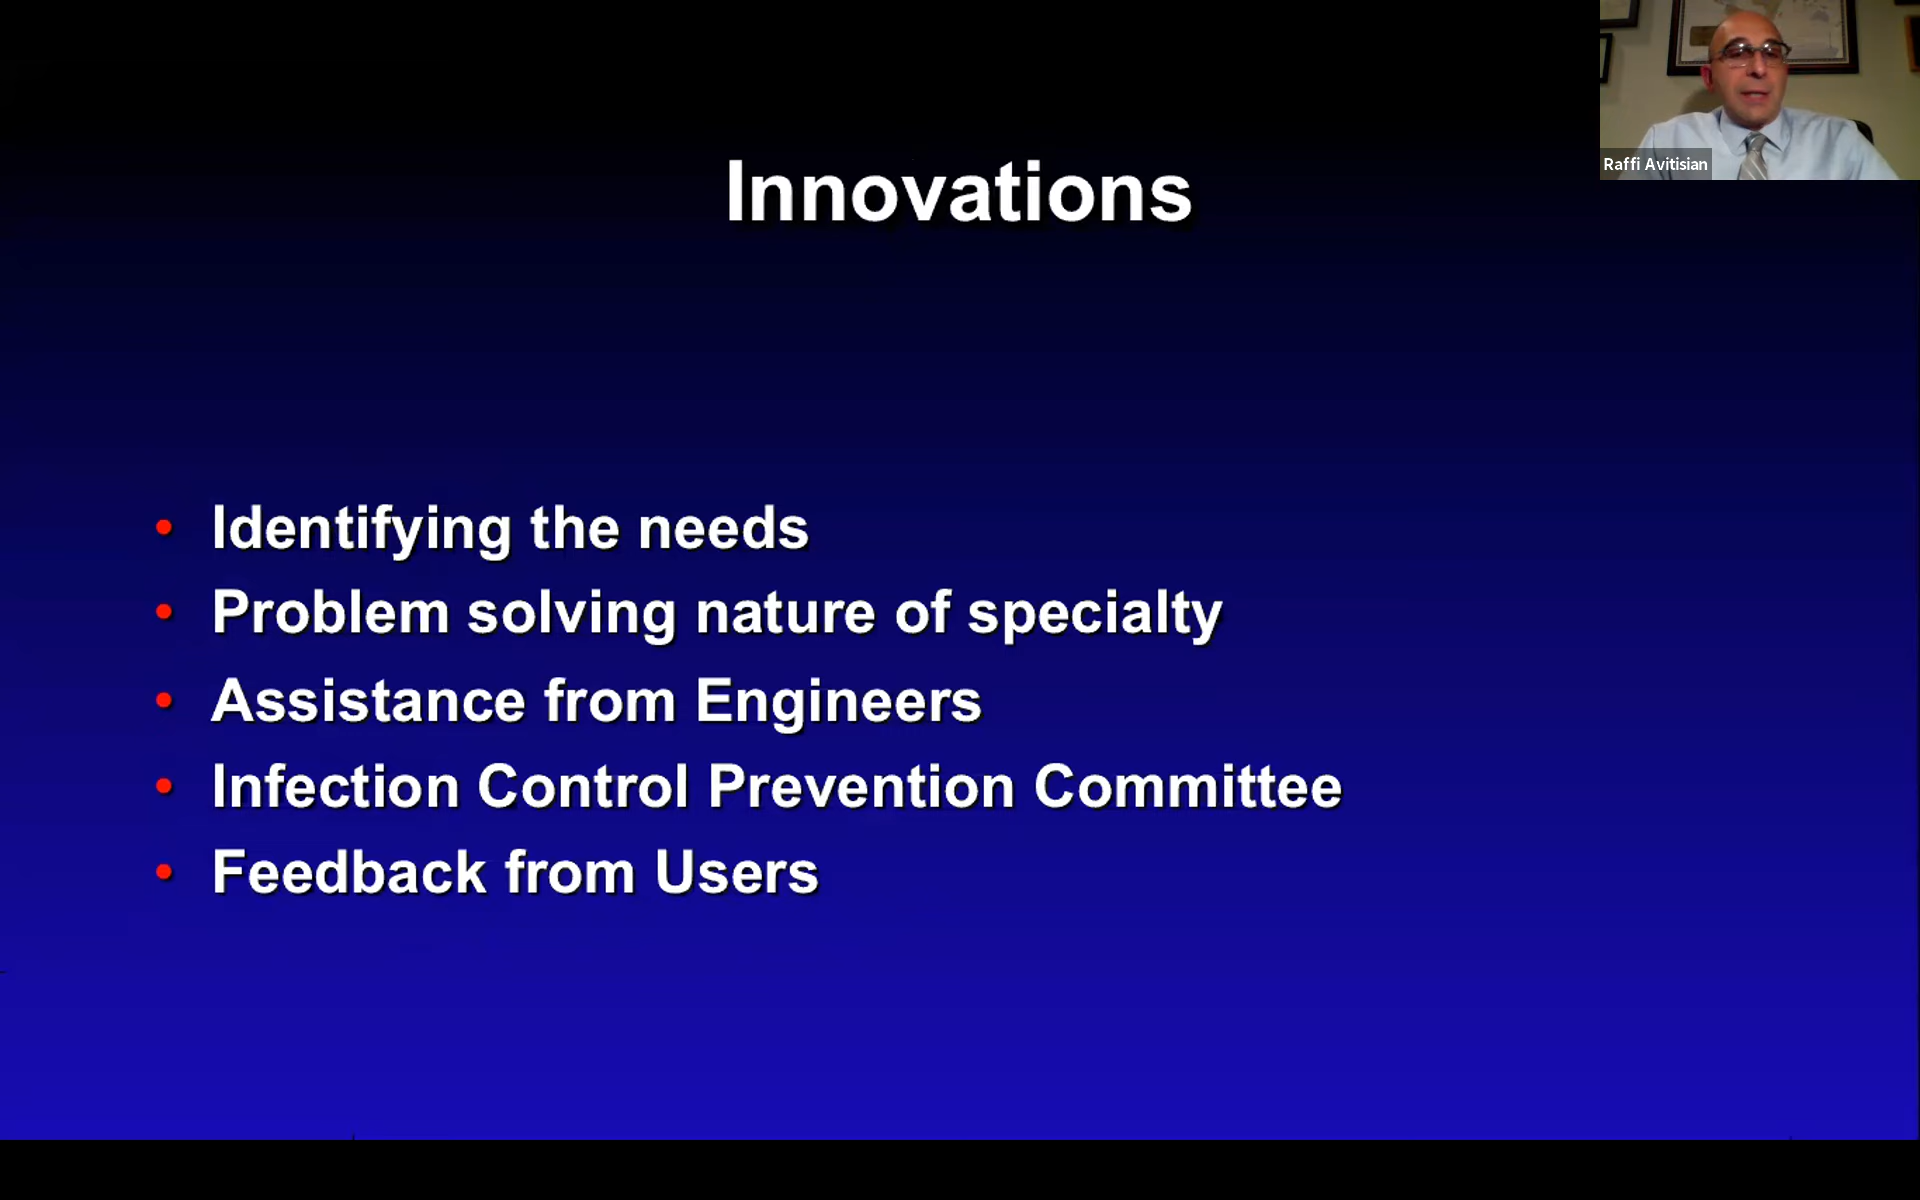 Raffi Avitisian
Innovations
• Identifying the needs
• Problem solving nature of specialty
• Assistance from Engineers
• Infection Control Prevention Committee
• Feedback from Users